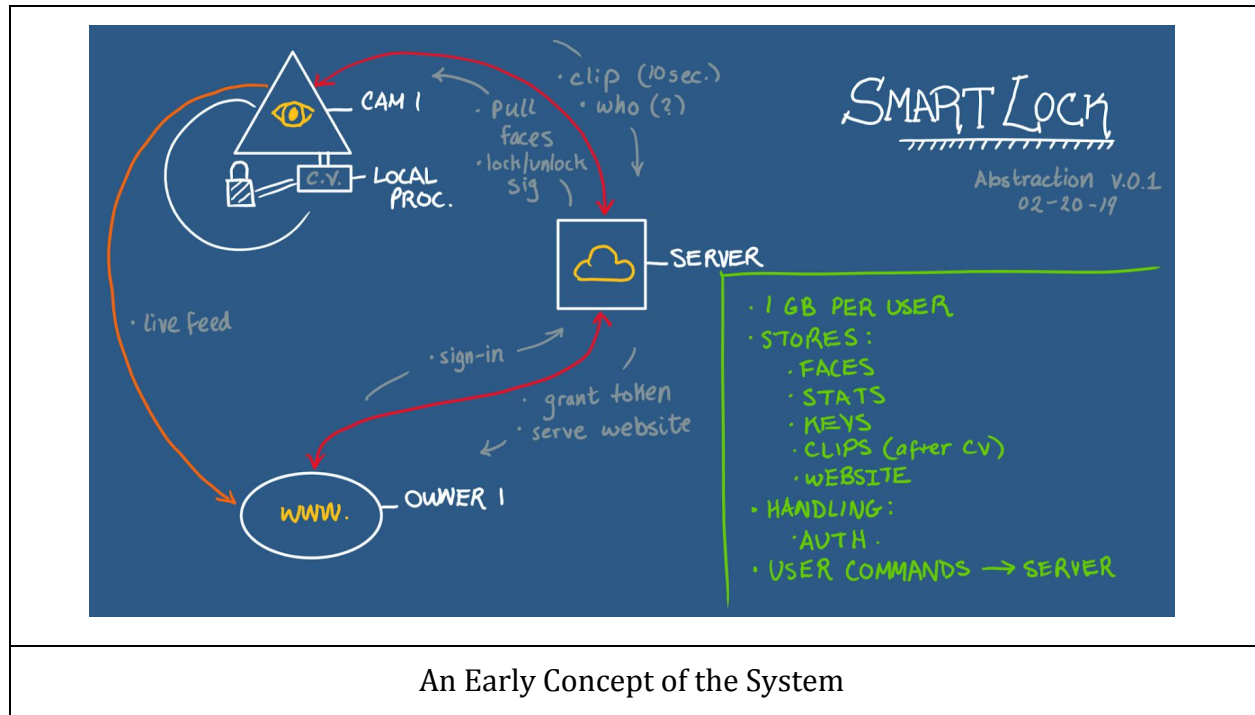 SMART LOCK
Abstraction v.0.1
02-20-19
CAM 1
C.V.
LOCAL
PROC.
• Pull
faces
• lock/unlock
sig
• clip (10sec.)
• who (?)
SERVER
• live feed
• sign-in
• grant token
• serve website
www.
OWNER 1
• 1 GB PER USER
• STORES:
• FACES
• STATS
• KEYS
• CLIPS (after CV)
• WEBSITE
• HANDLING:
• AUTH.
• USER COMMANDS → SERVER
An Early Concept of the System